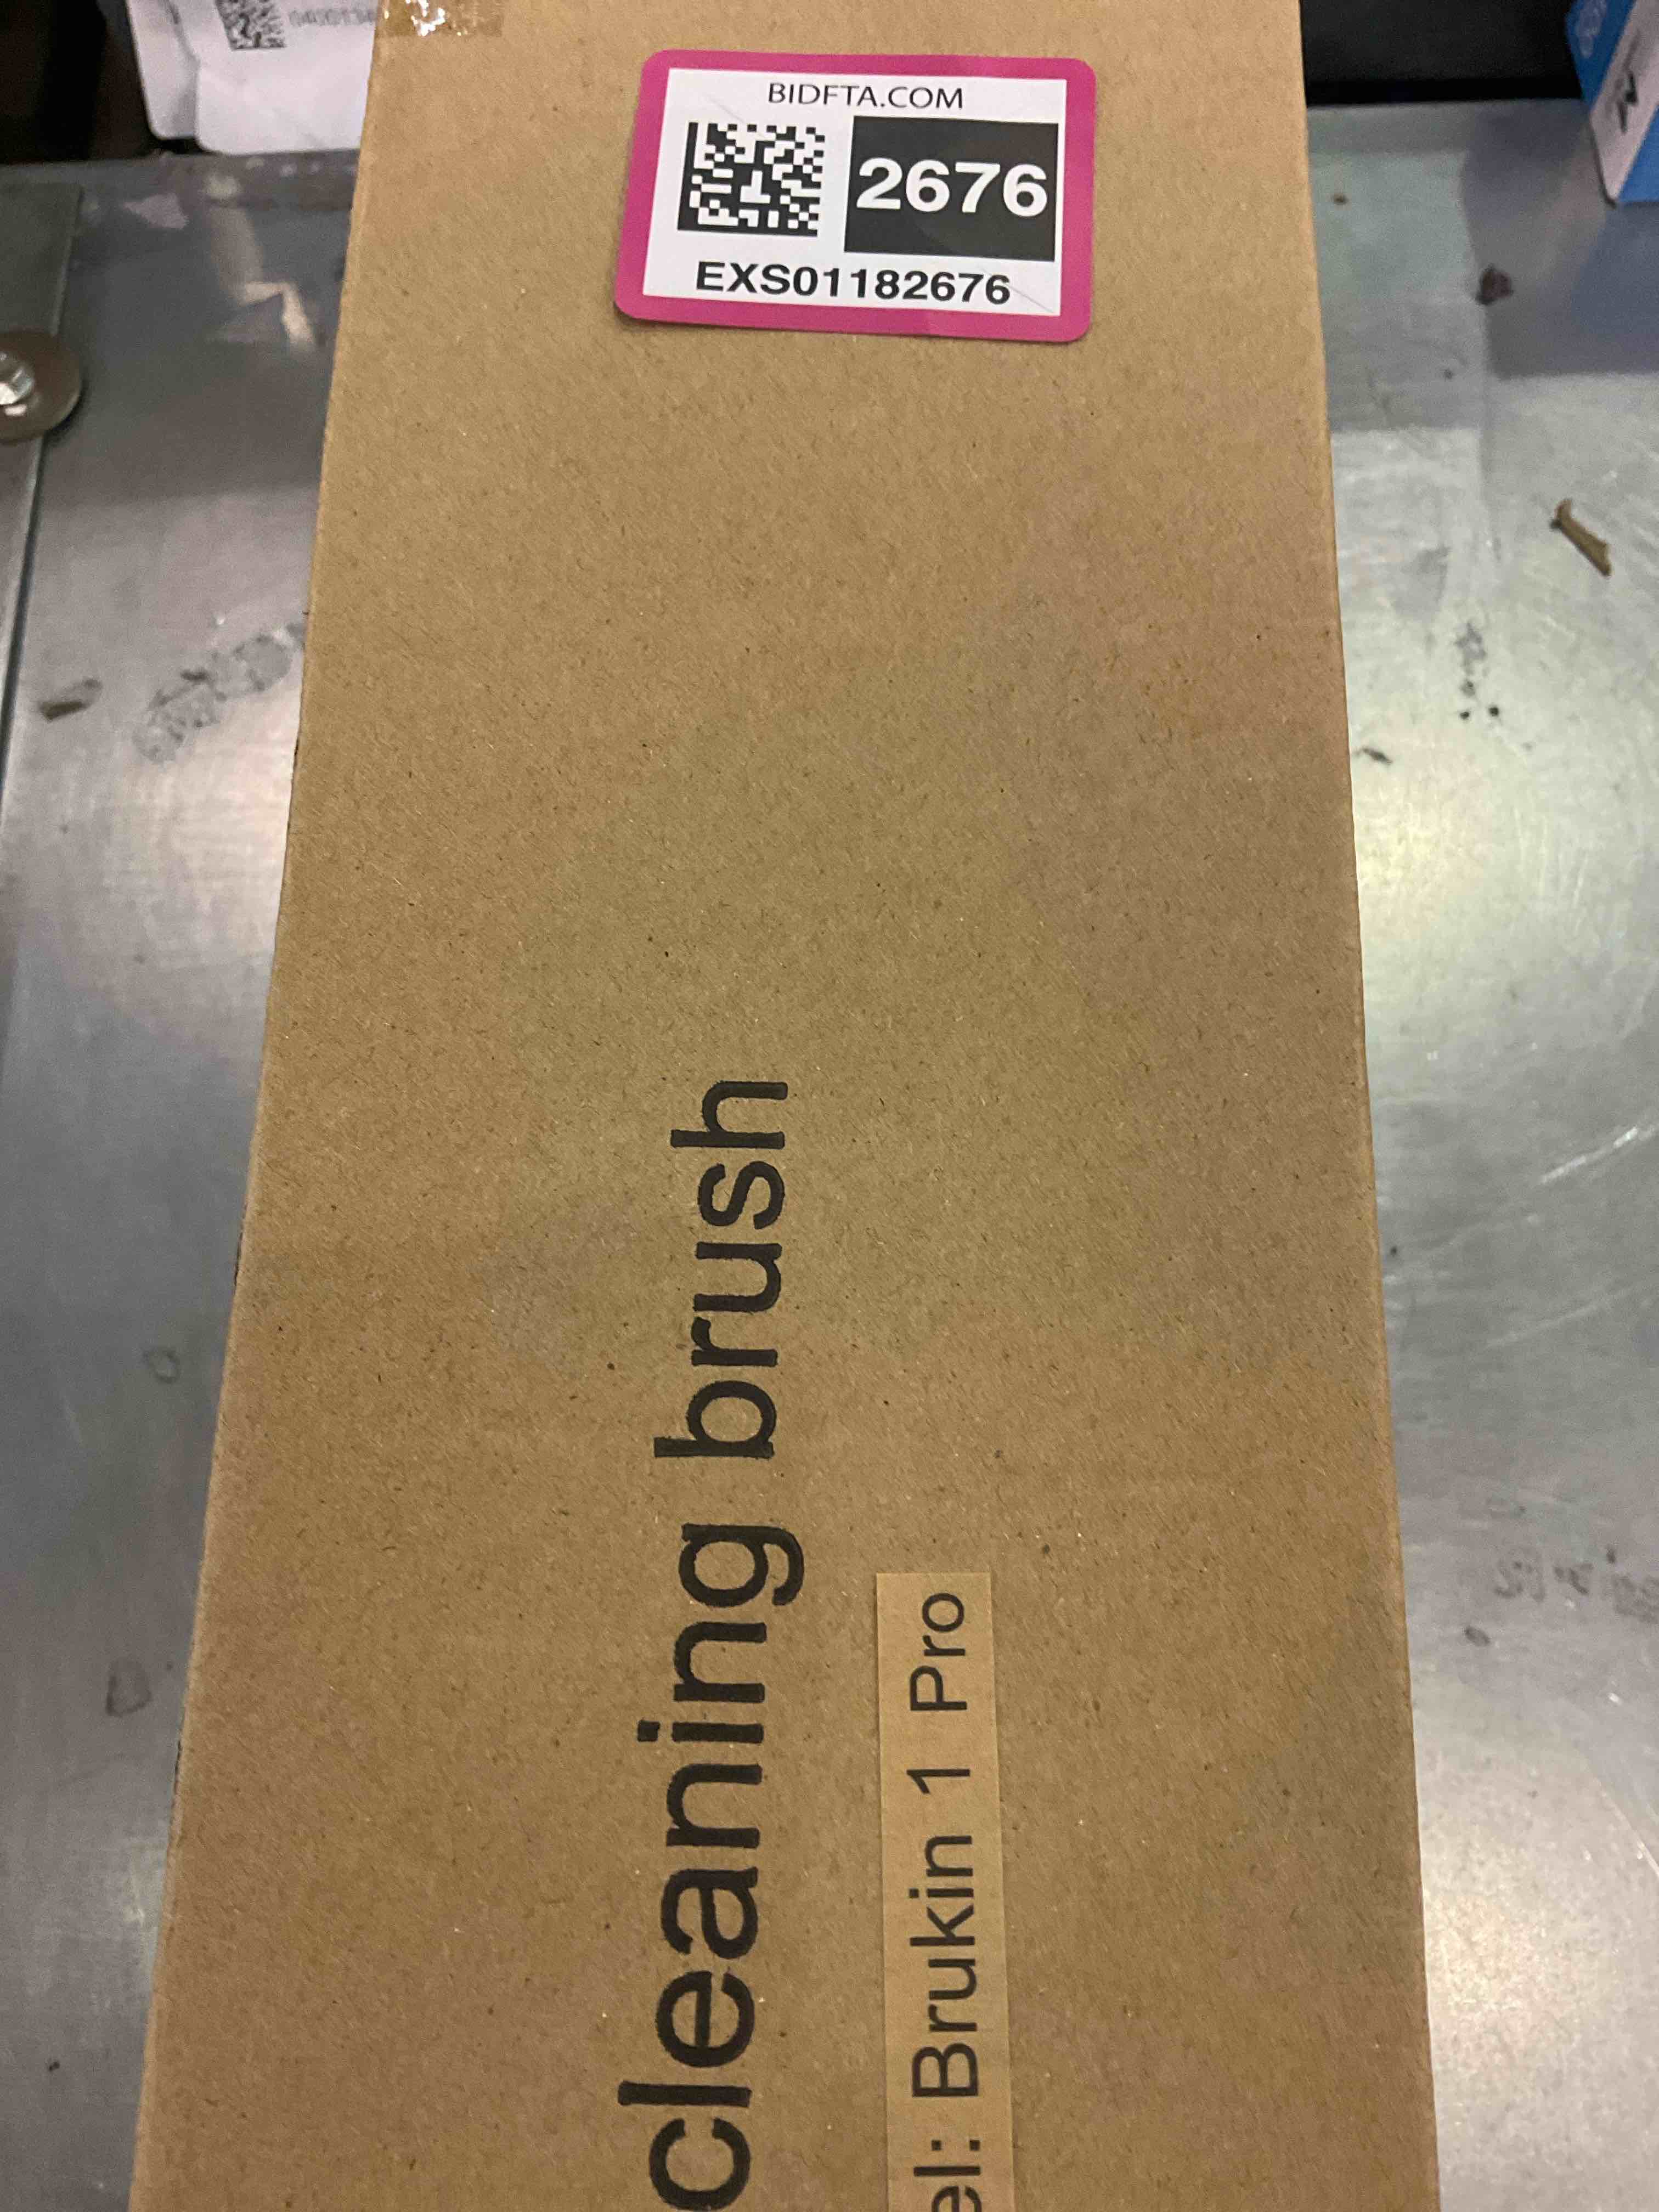 BIDFTA.COM
2676
EXS01182676
cleaning brush
el: Brukin 1 Pro